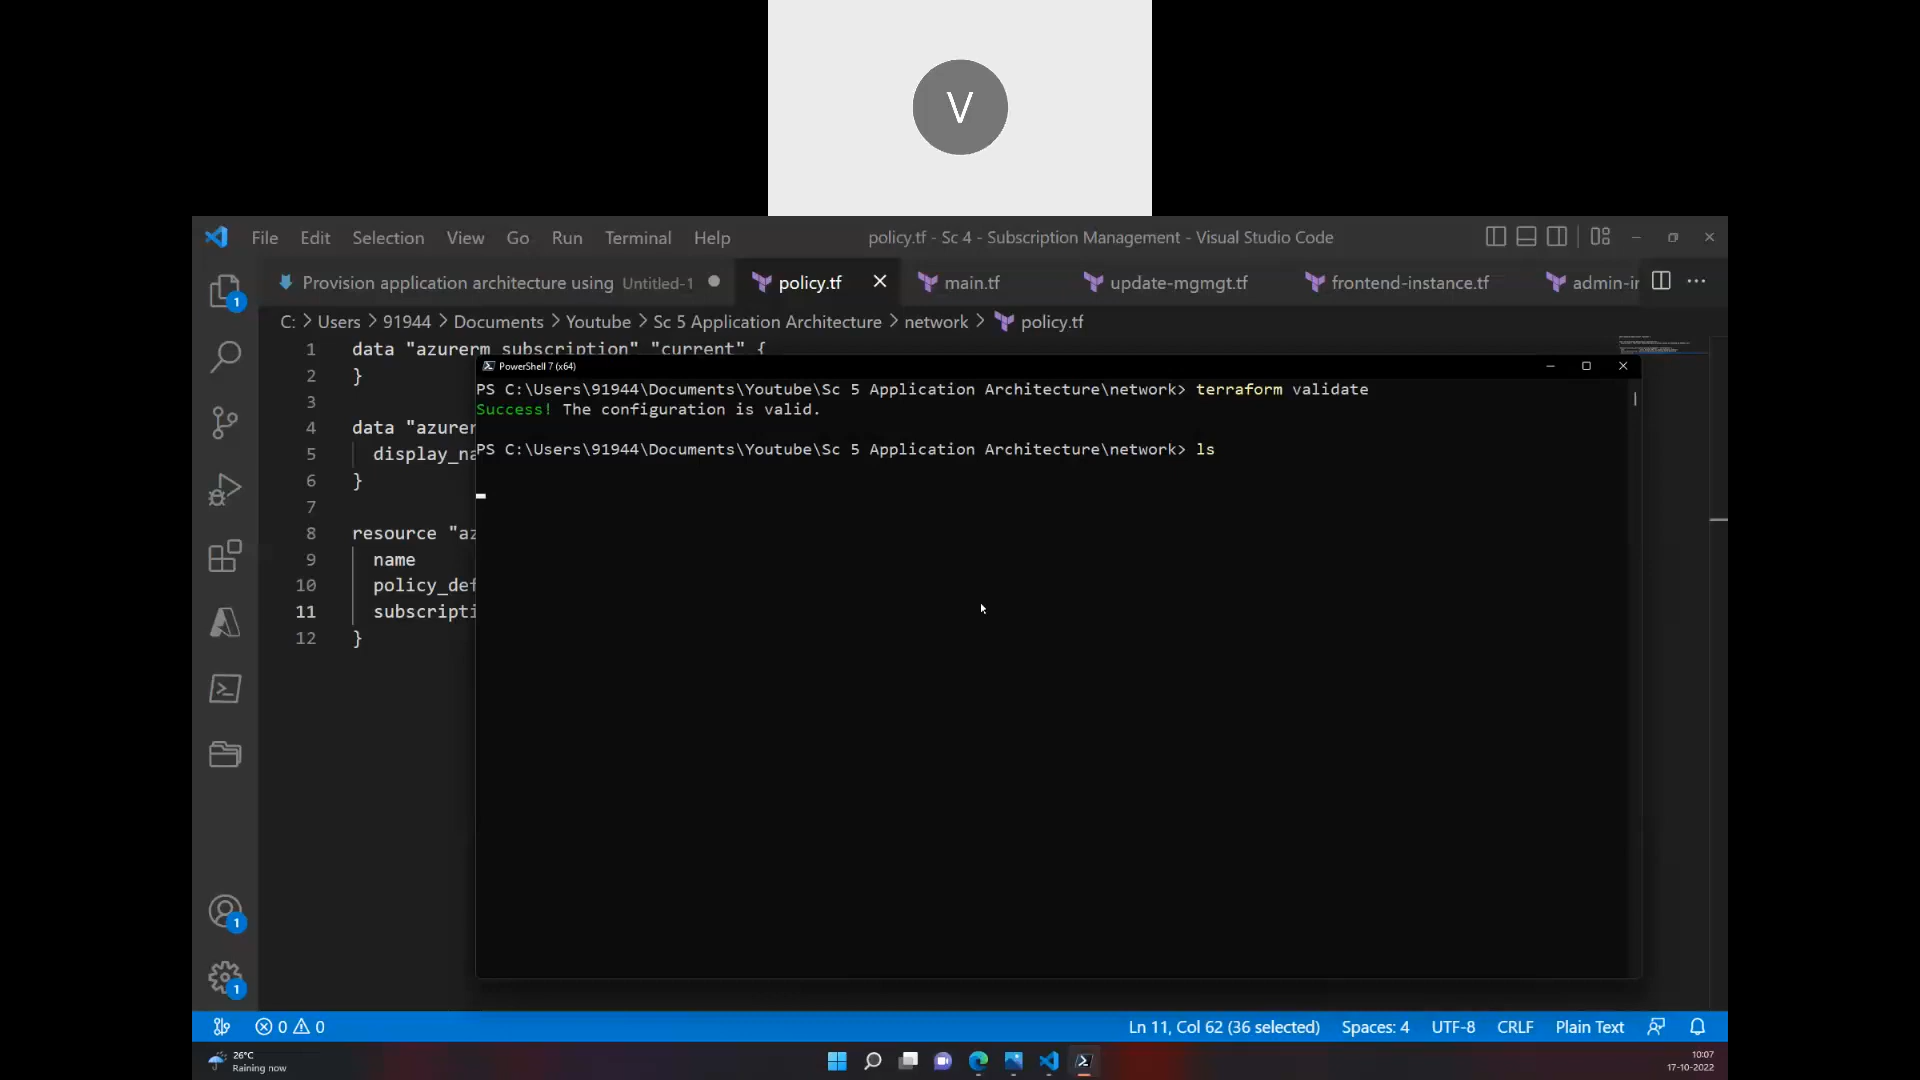 V
File Edit Selection View Go Run Terminal Help policy.tf - Sc 4 - Subscription Management - Visual Studio Code
Provision application architecture using Untitled-1 policy.tf main.tf update-mgmgt.tf frontend-instance.tf admin-ir
C: > Users > 91944 > Documents > Youtube > Sc 5 Application Architecture > network > policy.tf
1 data "azurerm_subscription" "current" {
2 }
3
4 data "azurer
5 display_na
6 }
7
8 resource "az
9 name
10 policy_def
11 subscripti
12 }
PowerShell 7 (x64)
PS C:\Users\91944\Documents\Youtube\Sc 5 Application Architecture\network> terraform validate
Success! The configuration is valid.
PS C:\Users\91944\Documents\Youtube\Sc 5 Application Architecture\network> ls
1
1
1
0 0 Ln 11, Col 62 (36 selected) Spaces: 4 UTF-8 CRLF Plain Text
26°C
Raining now
10:07
17-10-2022